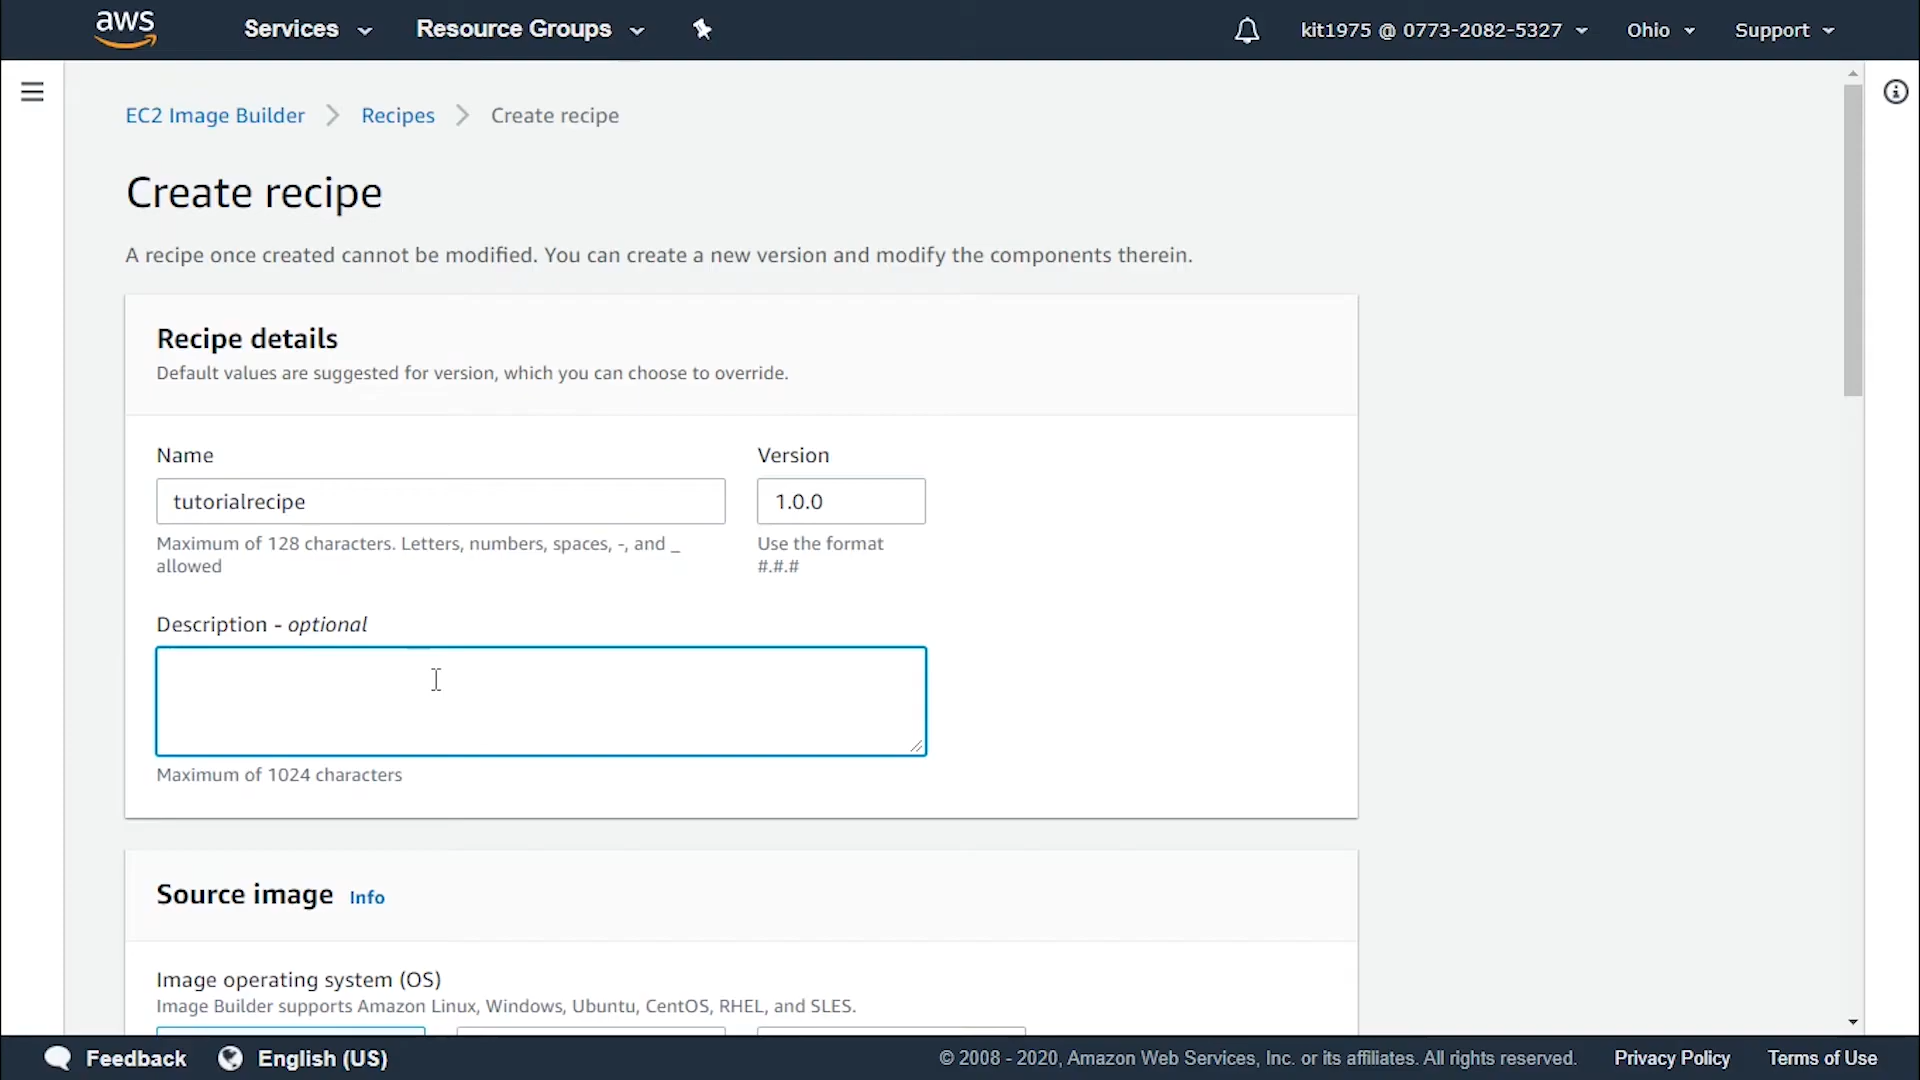 aws
Services
Resource Groups
kit1975 @ 0773-2082-5327
Ohio
Support
EC2 Image Builder
Recipes
Create recipe
Create recipe
A recipe once created cannot be modified. You can create a new version and modify the components therein.
Recipe details
Default values are suggested for version, which you can choose to override.
Name
Version
tutorialrecipe
1.0.0
Maximum of 128 characters. Letters, numbers, spaces, -, and _
allowed
Use the format
#.#.#
Description - optional
Maximum of 1024 characters
Source image Info
Image operating system (OS)
Image Builder supports Amazon Linux, Windows, Ubuntu, CentOS, RHEL, and SLES.
Feedback
English (US)
© 2008 - 2020, Amazon Web Services, Inc. or its affiliates. All rights reserved.
Privacy Policy
Terms of Use